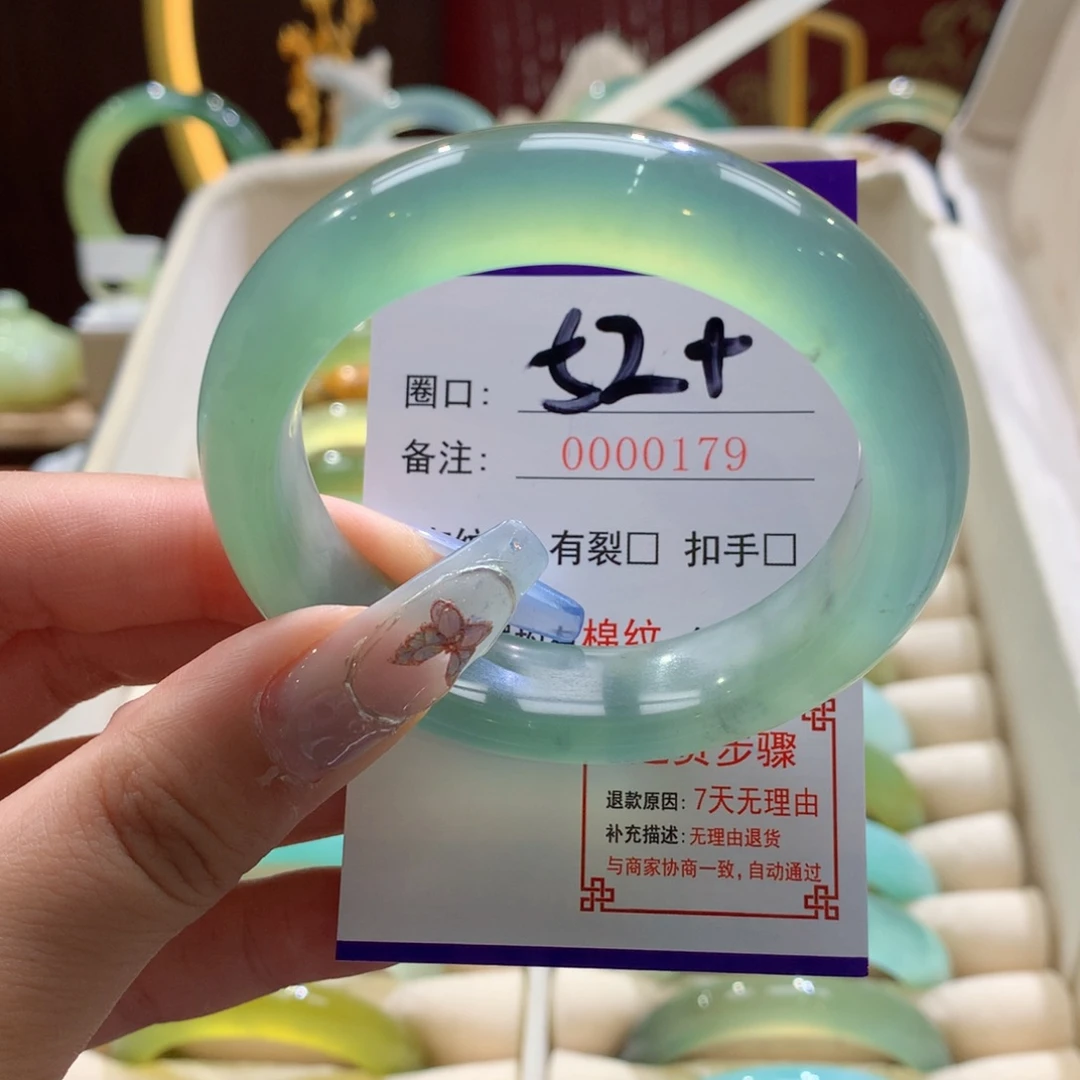 圈口: 52+
备注: 0000179
有裂□ 扣手□
棉纹
步骤
退款原因: 7天无理由
补充描述: 无理由退货
与商家协商一致, 自动通过